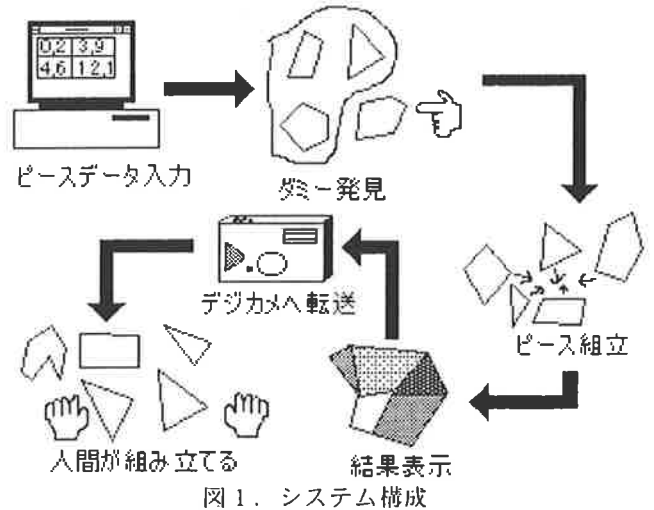 0,2 3,9
4,6 12,1
ピースデータ入力
ダミー発見
デジカメへ転送
ピース組立
人間が組み立てる
結果表示
図1. システム構成